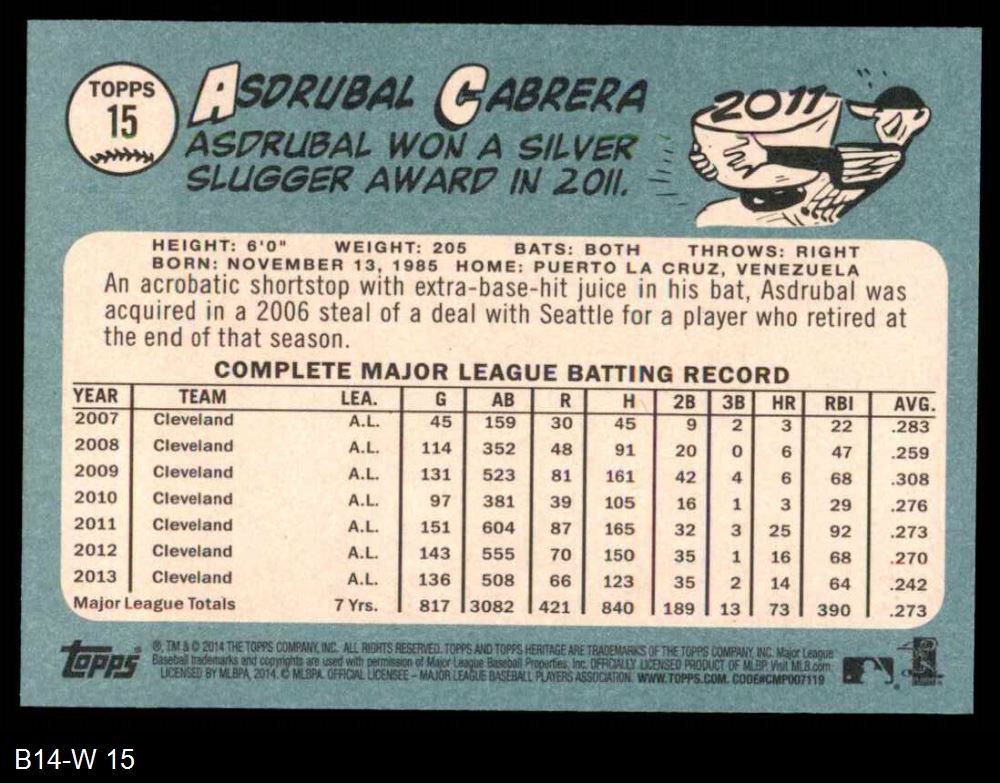 TOPPS
15
ASDRUBAL CABRERA
ASDRUBAL WON A SILVER
SLUGGER AWARD IN 2011.
2011
HEIGHT: 6'0" WEIGHT: 205 BATS: BOTH THROWS: RIGHT
BORN: NOVEMBER 13, 1985 HOME: PUERTO LA CRUZ, VENEZUELA
An acrobatic shortstop with extra-base-hit juice in his bat, Asdrubal was
acquired in a 2006 steal of a deal with Seattle for a player who retired at
the end of that season.
COMPLETE MAJOR LEAGUE BATTING RECORD
YEAR TEAM LEA. G AB R H 2B 3B HR RBI AVG.
2007 Cleveland A.L. 45 159 30 45 9 2 3 22 .283
2008 Cleveland A.L. 114 352 48 91 20 0 6 47 .259
2009 Cleveland A.L. 131 523 81 161 42 4 6 68 .308
2010 Cleveland A.L. 97 381 39 105 16 1 3 29 .276
2011 Cleveland A.L. 151 604 87 165 32 3 25 92 .273
2012 Cleveland A.L. 143 555 70 150 35 1 16 68 .270
2013 Cleveland A.L. 136 508 66 123 35 2 14 64 .242
Major League Totals 7 Yrs. 817 3082 421 840 189 13 73 390 .273
topps
®, TM & © 2014 THE TOPPS COMPANY, INC. ALL RIGHTS RESERVED. TOPPS AND TOPPS HERITAGE ARE TRADEMARKS OF THE TOPPS COMPANY, INC. Major League
Baseball trademarks and copyrights are used with permission of Major League Baseball Properties, Inc. OFFICIALLY LICENSED PRODUCT OF MLBP. Visit MLB.com
LICENSED BY MLBPA, 2014. © MLBPA. OFFICIAL LICENSEE – MAJOR LEAGUE BASEBALL PLAYERS ASSOCIATION. WWW.TOPPS.COM. CODE#CMP007119
B14-W 15